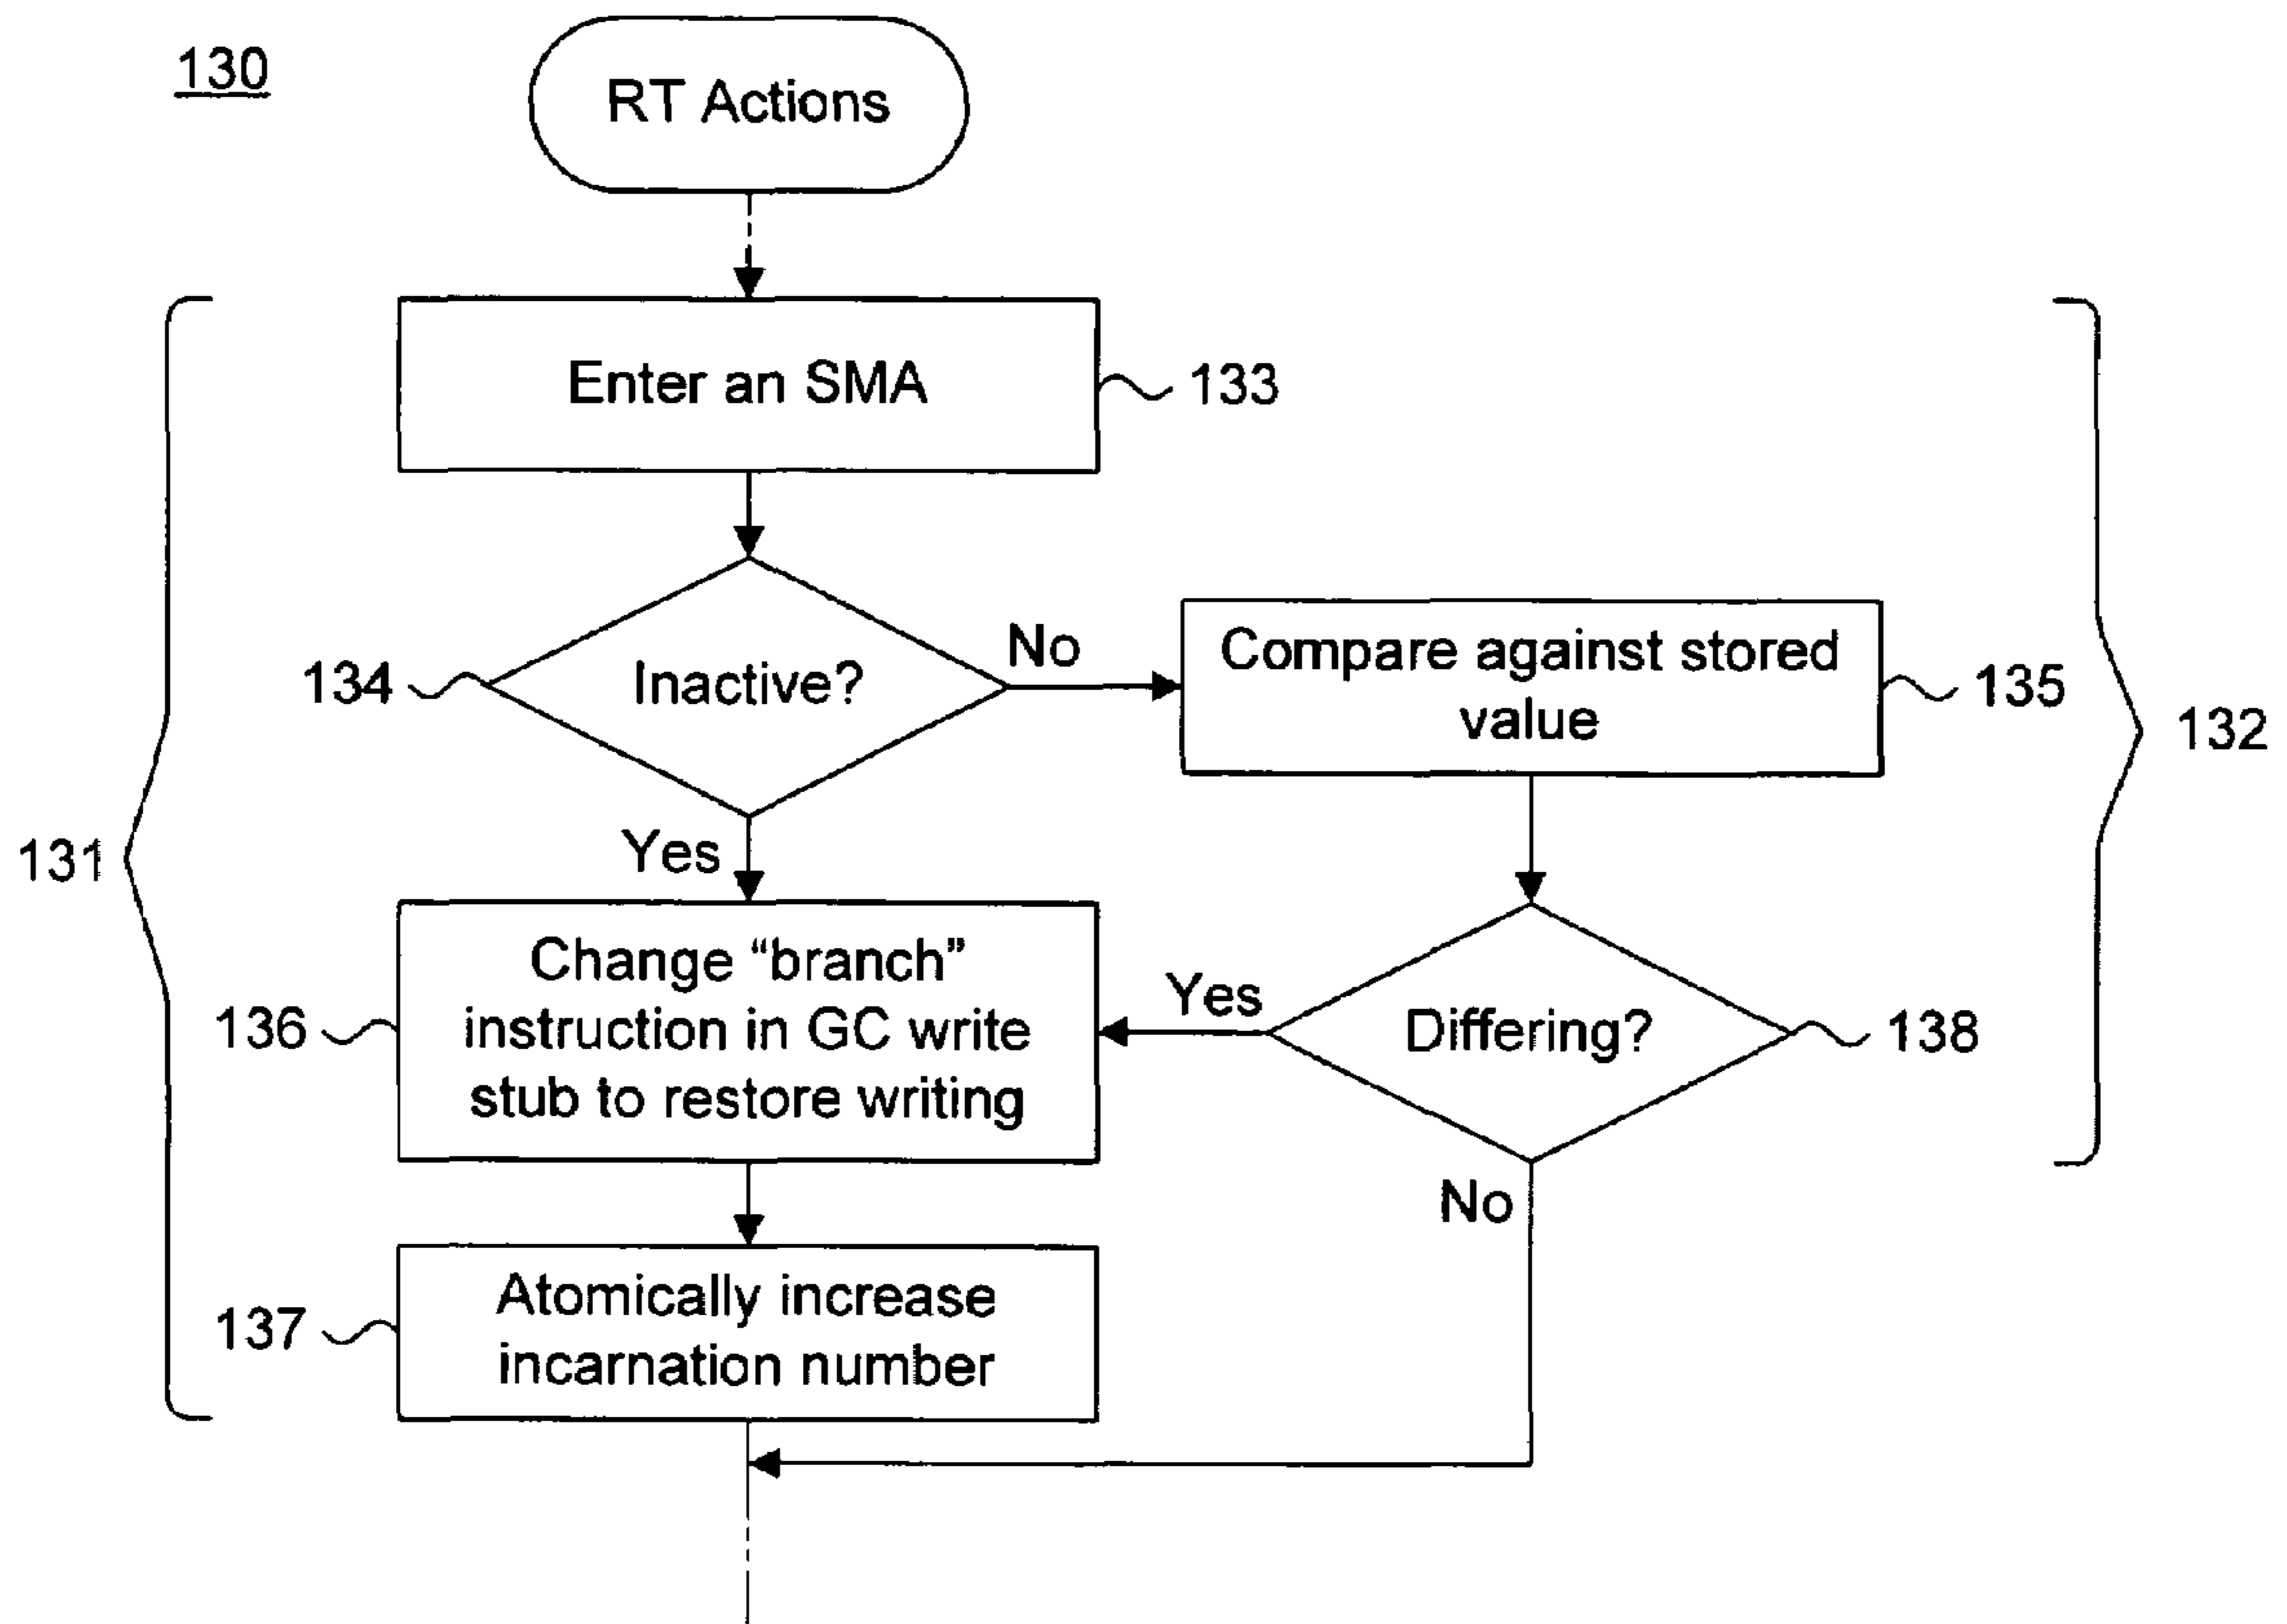 130
RT Actions
Enter an SMA
133
134
Inactive?
No
Compare against stored
value
135
132
Yes
131
Change “branch”
instruction in GC write
stub to restore writing
136
Yes
Differing?
138
No
Atomically increase
incarnation number
137